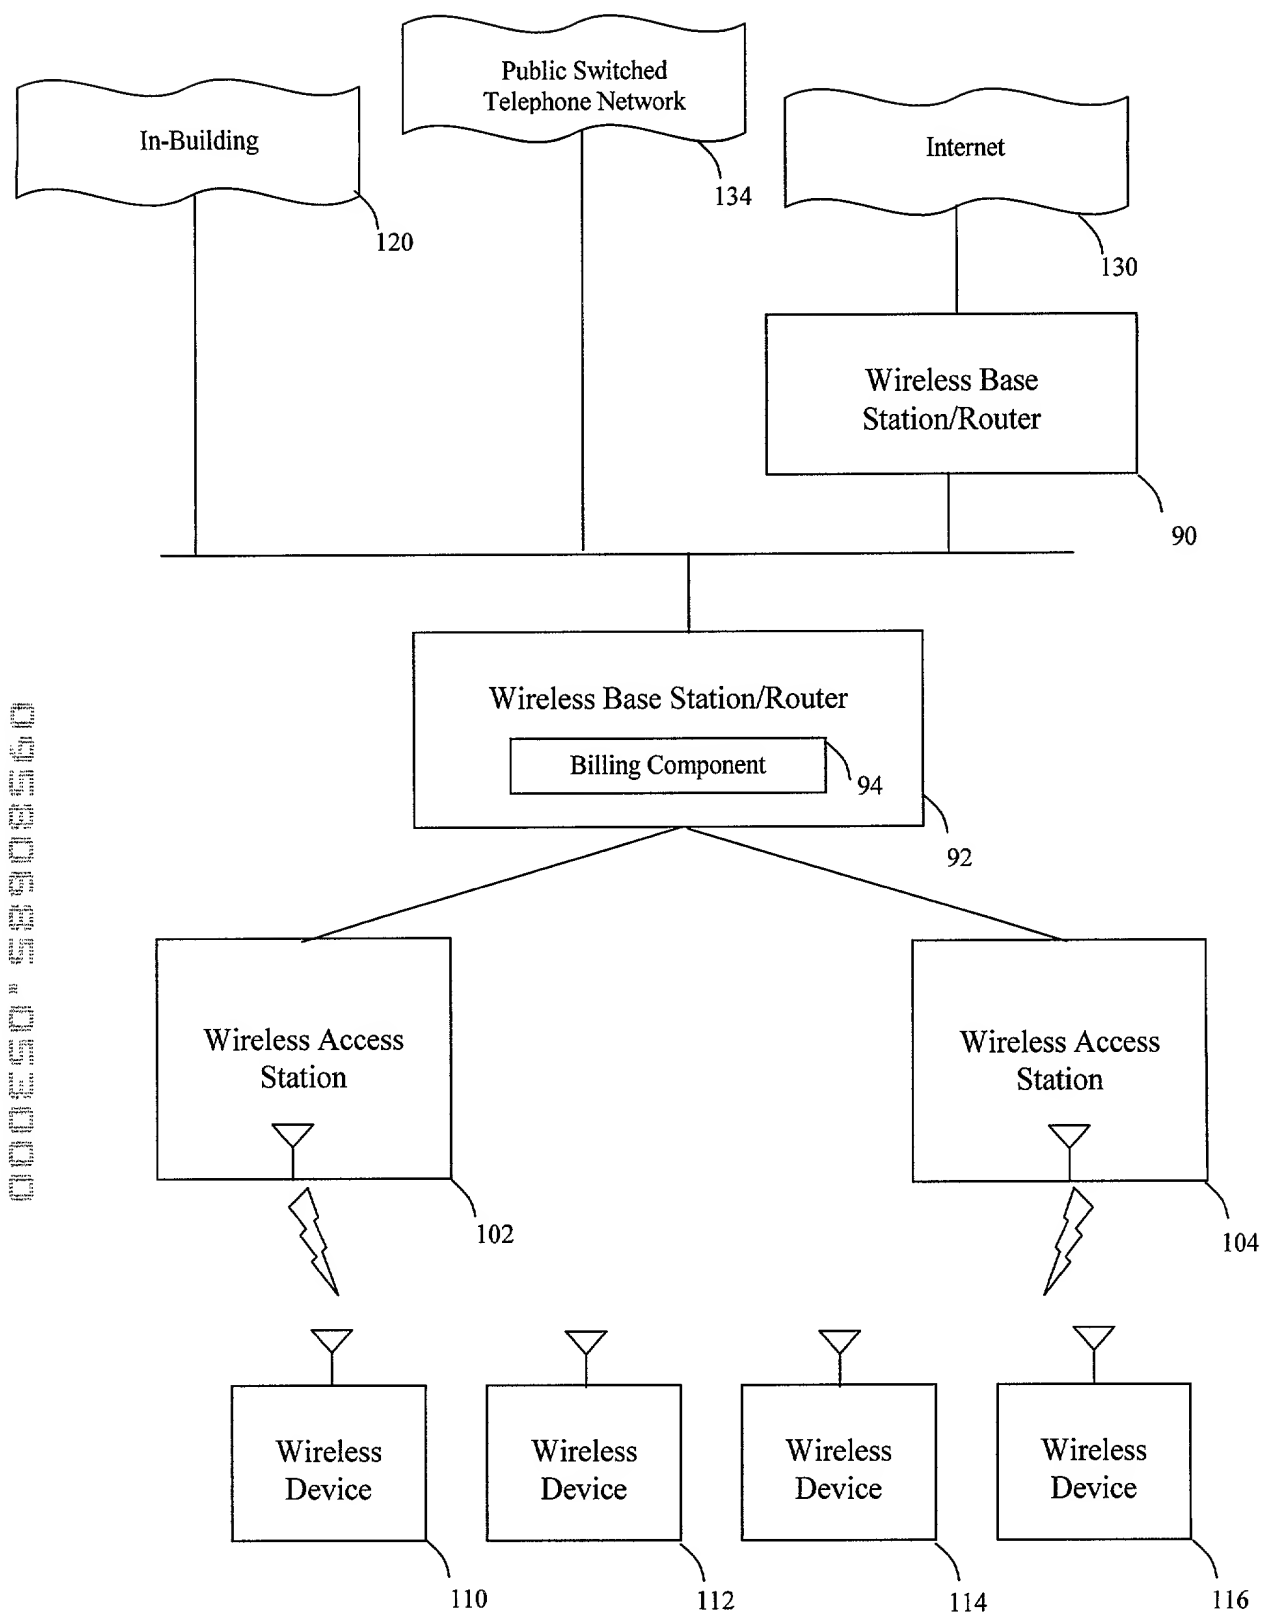 Public Switched
Telephone Network
134
In-Building
120
Internet
130
Wireless Base
Station/Router
90
Wireless Base Station/Router
Billing Component
94
92
Wireless Access
Station
102
Wireless Access
Station
104
Wireless
Device
110
Wireless
Device
112
Wireless
Device
114
Wireless
Device
116